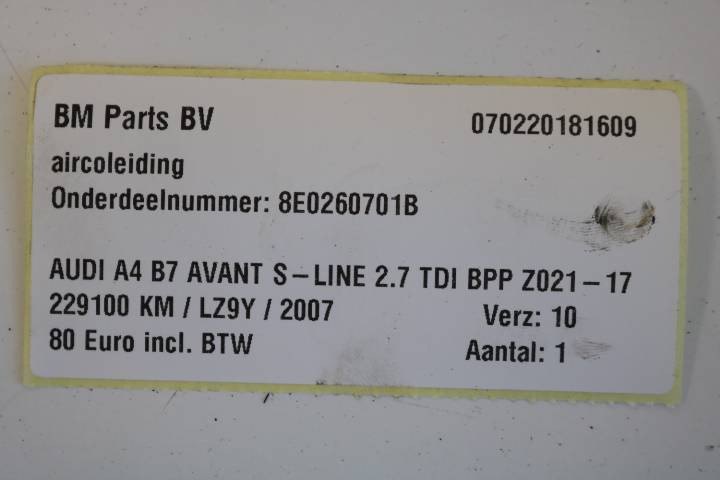 BM Parts BV 070220181609
aircoleiding
Onderdeelnummer: 8E0260701B
AUDI A4 B7 AVANT S-LINE 2.7 TDI BPP Z021-17
229100 KM / LZ9Y / 2007 Verz: 10
80 Euro incl. BTW Aantal: 1